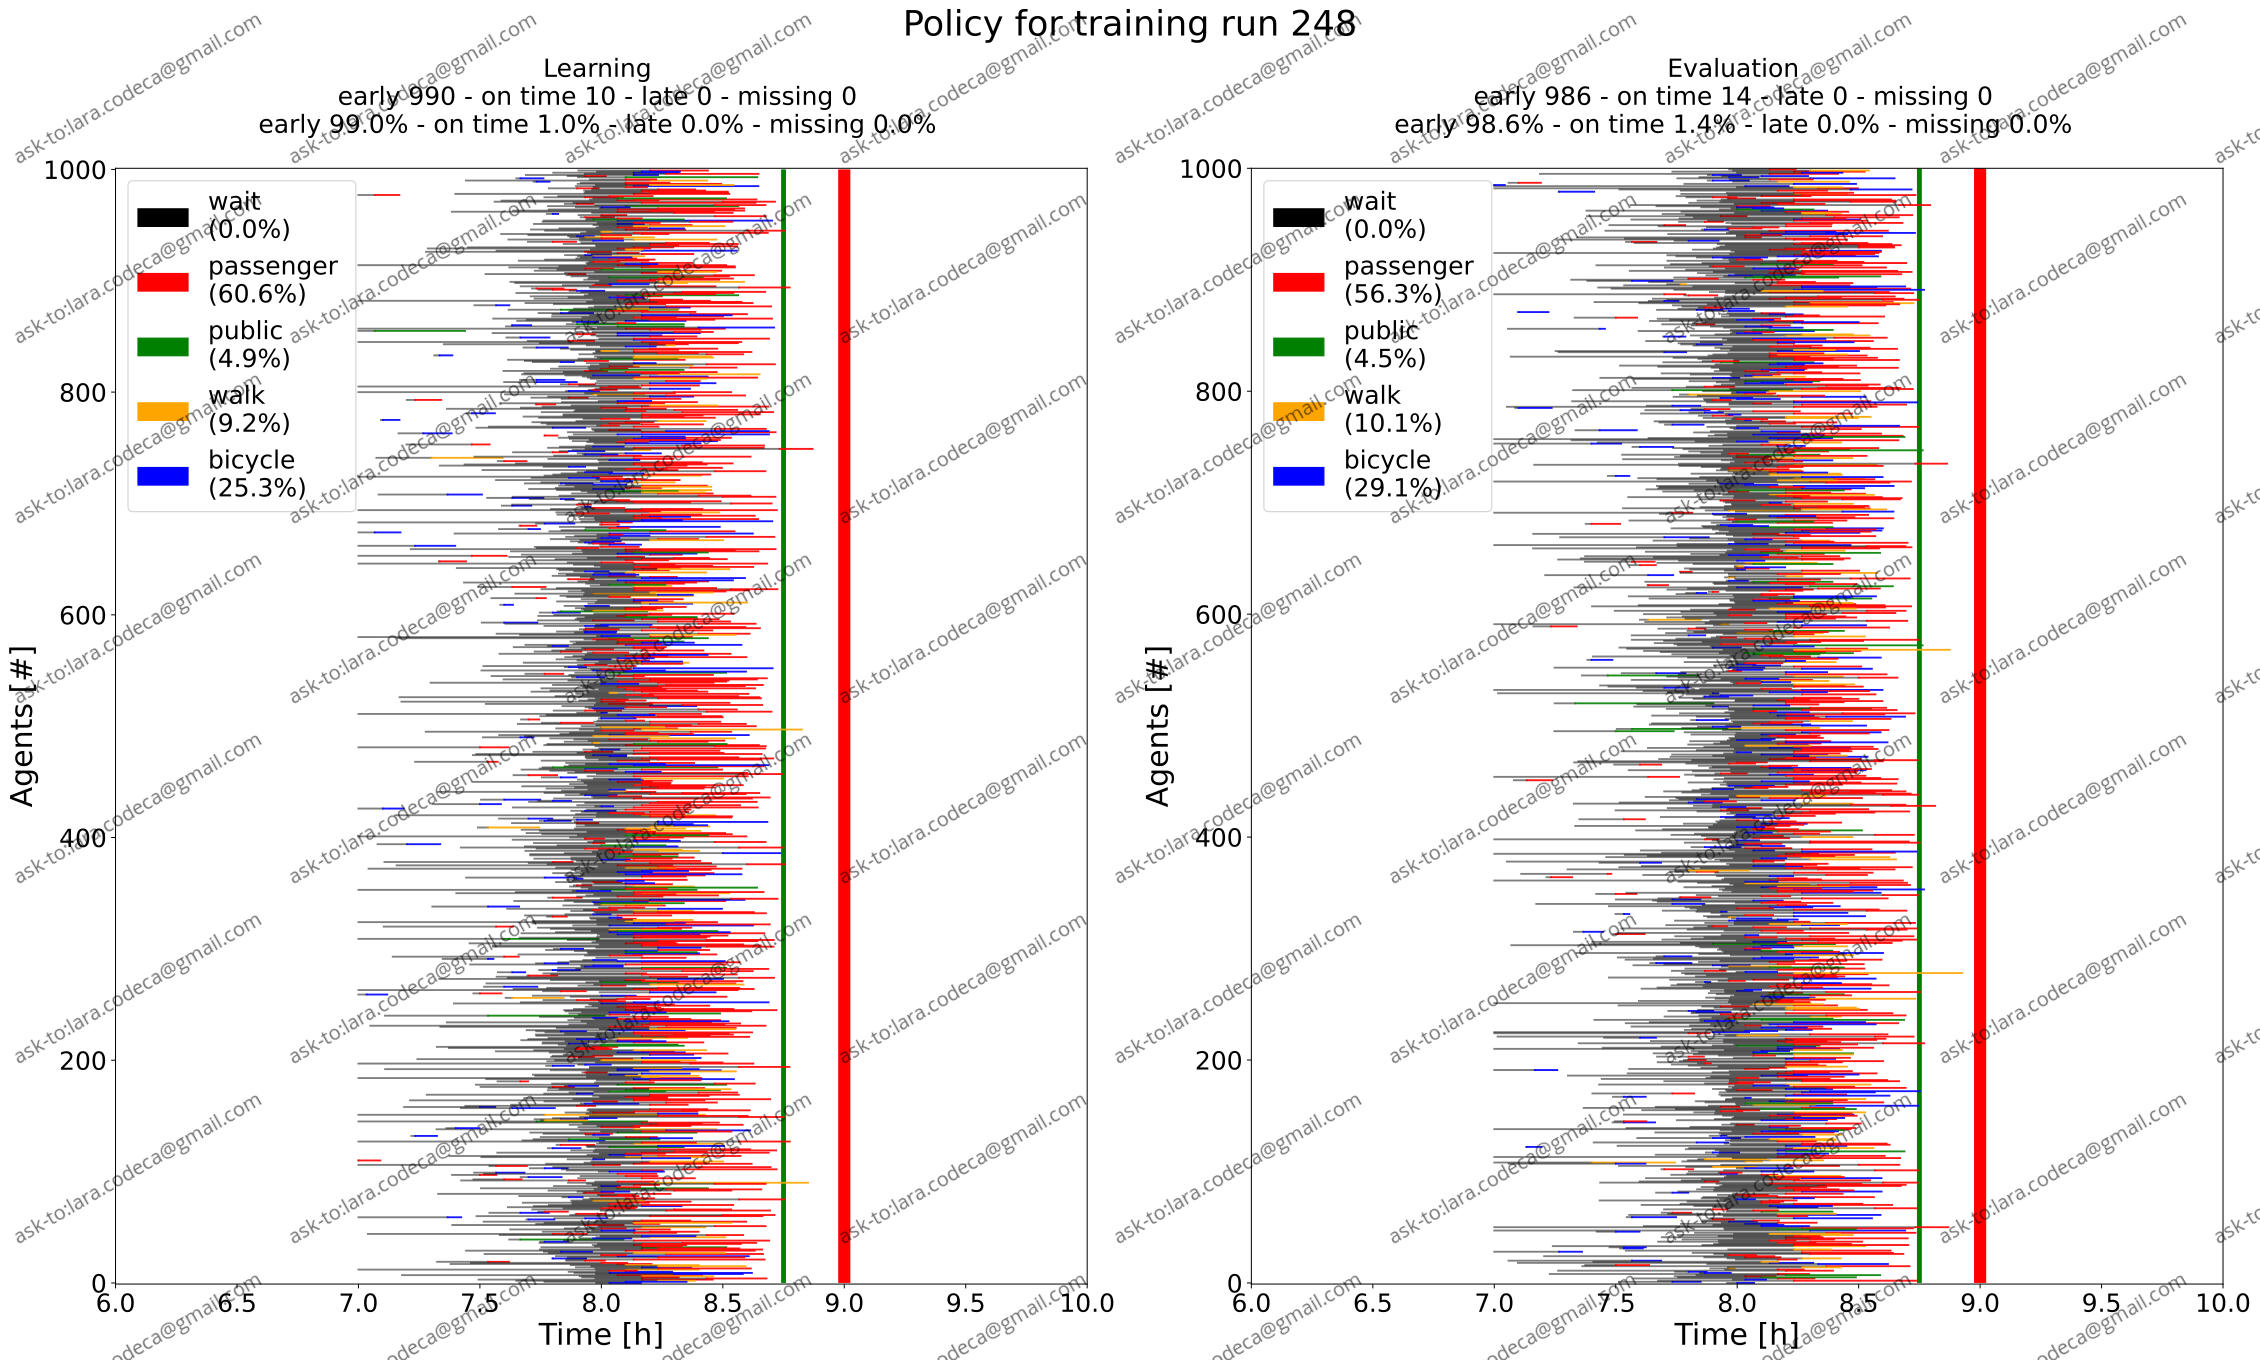 Policy for training run 248
Learning
early 990 - on time 10 - late 0 - missing 0
early 99.0% - on time 1.0% - late 0.0% - missing 0.0%
Agents [#]
1000
800
600
400
200
0
wait
(0.0%)
passenger
(60.6%)
public
(4.9%)
walk
(9.2%)
bicycle
(25.3%)
6.0 6.5 7.0 7.5 8.0 8.5 9.0 9.5 10.0
Time [h]
Evaluation
early 986 - on time 14 - late 0 - missing 0
early 98.6% - on time 1.4% - late 0.0% - missing 0.0%
Agents [#]
1000
800
600
400
200
0
wait
(0.0%)
passenger
(56.3%)
public
(4.5%)
walk
(10.1%)
bicycle
(29.1%)
6.0 6.5 7.0 7.5 8.0 8.5 9.0 9.5 10.0
Time [h]
ask-to:lara.codeca@gmail.com